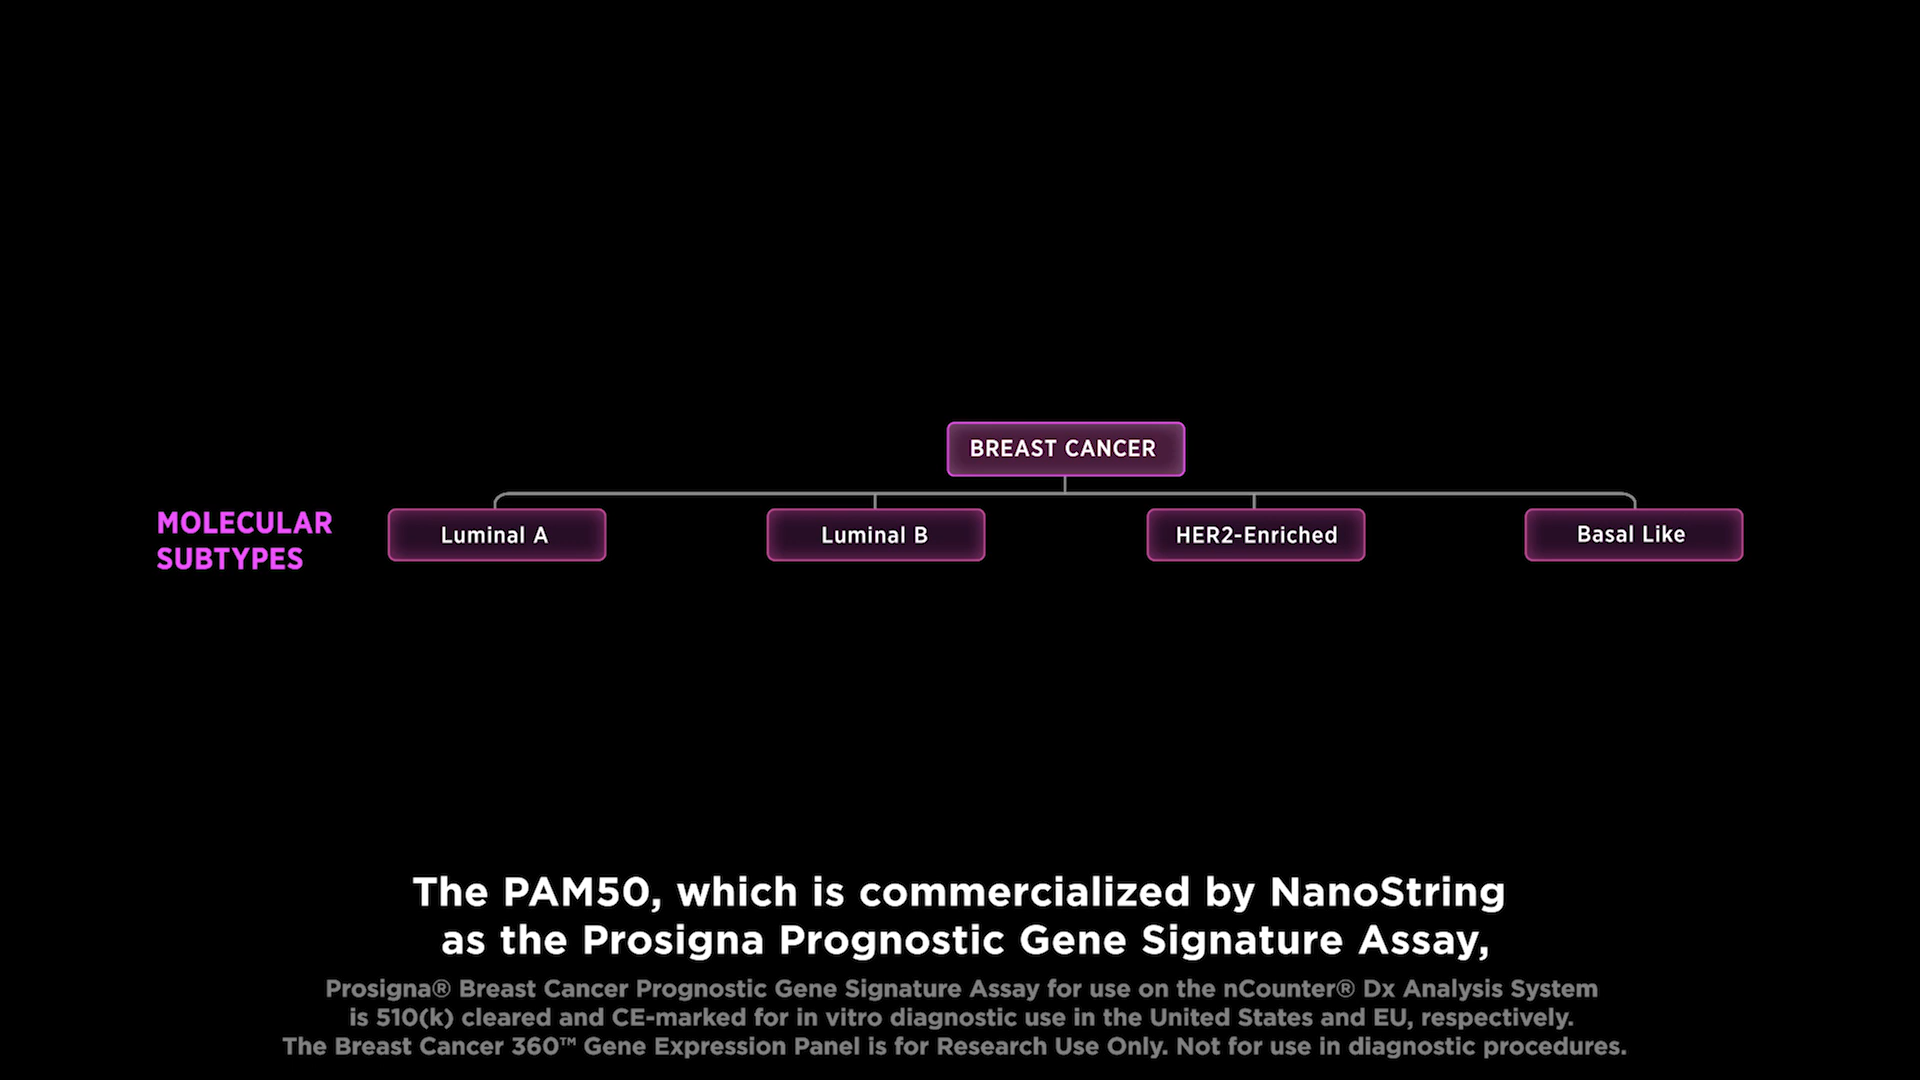 BREAST CANCER
MOLECULAR
SUBTYPES
Luminal A
Luminal B
HER2-Enriched
Basal Like
The PAM50, which is commercialized by NanoString
as the Prosigna Prognostic Gene Signature Assay,
Prosigna® Breast Cancer Prognostic Gene Signature Assay for use on the nCounter® Dx Analysis System
is 510(k) cleared and CE-marked for in vitro diagnostic use in the United States and EU, respectively.
The Breast Cancer 360™ Gene Expression Panel is for Research Use Only. Not for use in diagnostic procedures.